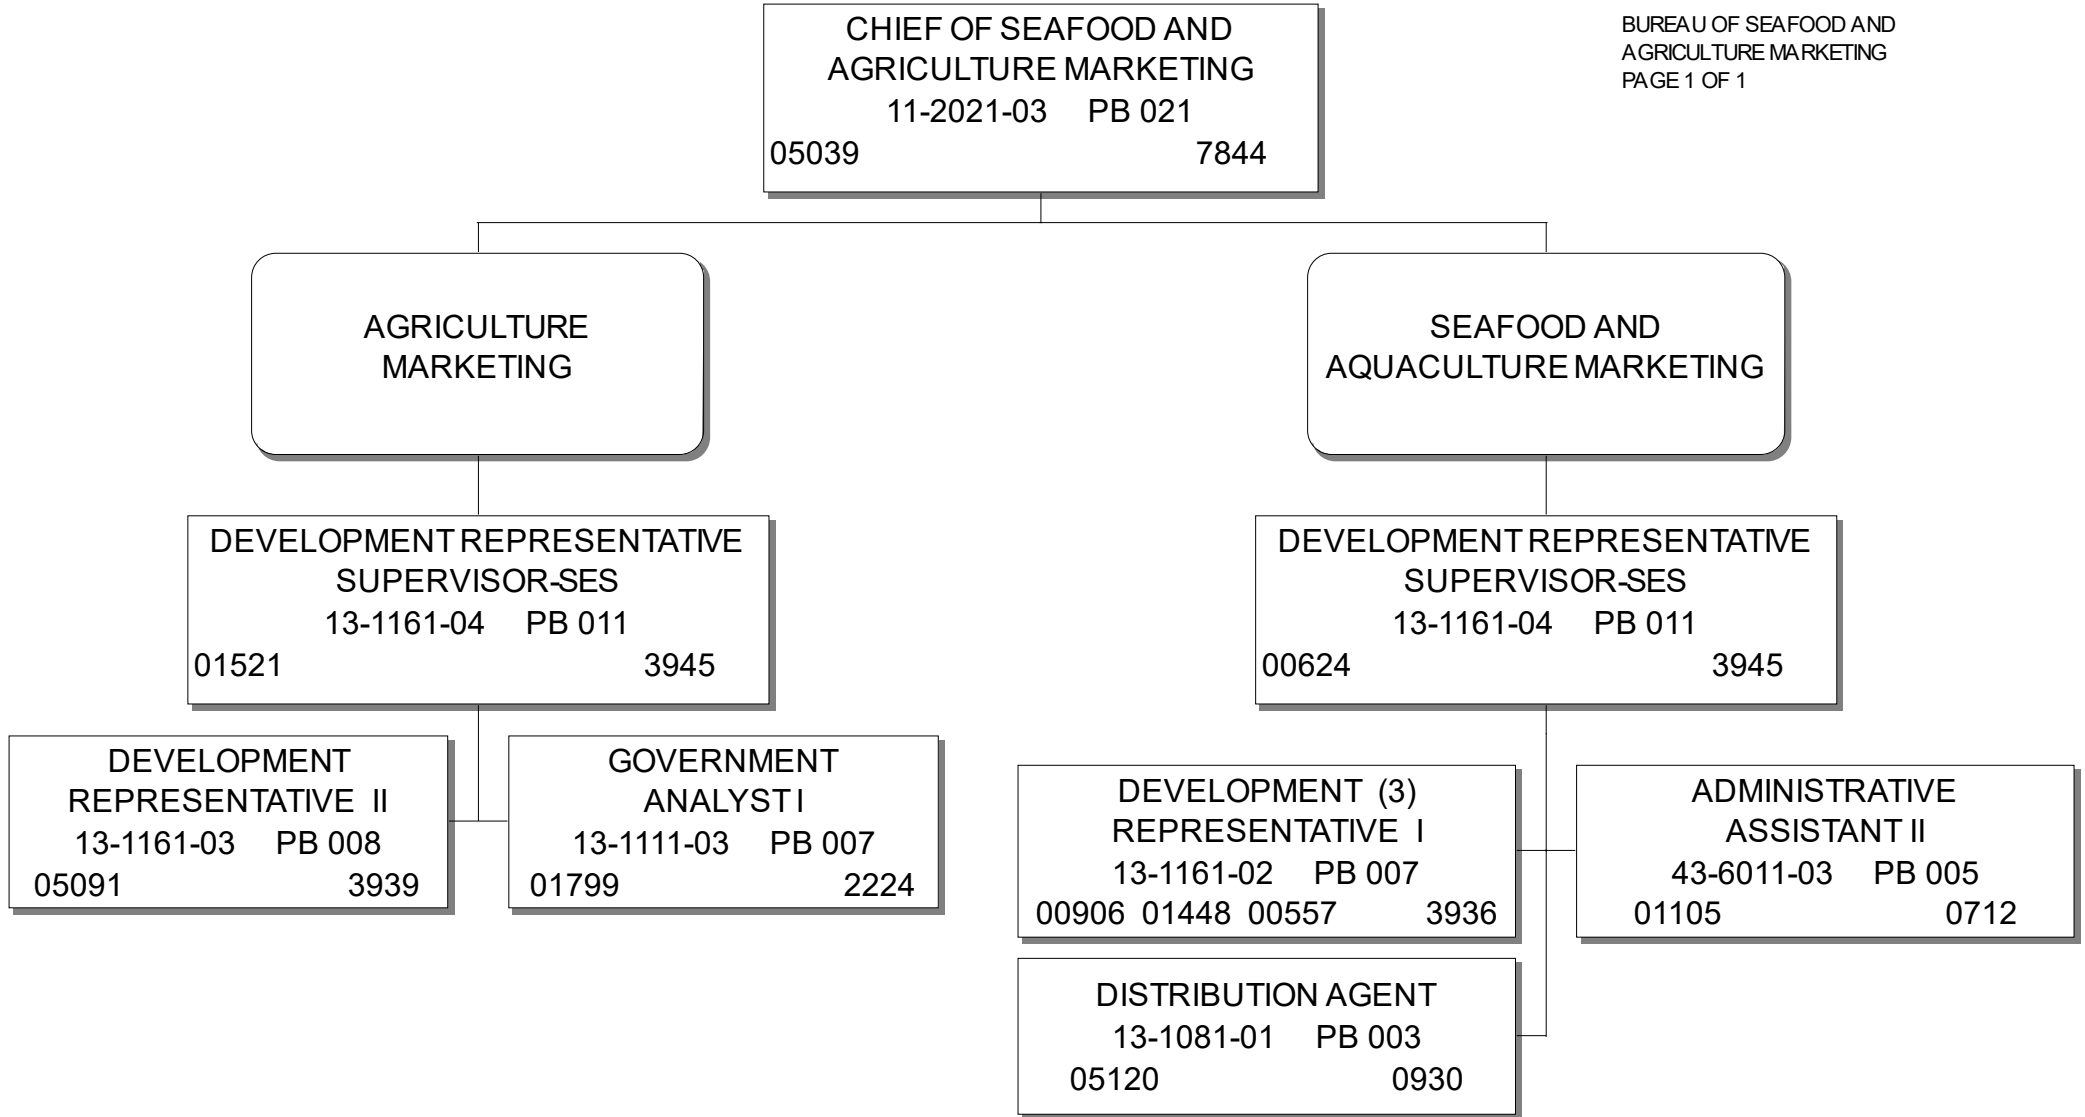 CHIEF OF SEAFOOD AND
AGRICULTURE MARKETING
11-2021-03 PB 021
05039 7844
BUREAU OF SEAFOOD AND
AGRICULTURE MARKETING
PAGE 1 OF 1
AGRICULTURE
MARKETING
SEAFOOD AND
AQUACULTURE MARKETING
DEVELOPMENT REPRESENTATIVE
SUPERVISOR-SES
13-1161-04 PB 011
01521 3945
DEVELOPMENT REPRESENTATIVE
SUPERVISOR-SES
13-1161-04 PB 011
00624 3945
DEVELOPMENT
REPRESENTATIVE II
13-1161-03 PB 008
05091 3939
GOVERNMENT
ANALYST I
13-1111-03 PB 007
01799 2224
DEVELOPMENT (3)
REPRESENTATIVE I
13-1161-02 PB 007
00906 01448 00557 3936
ADMINISTRATIVE
ASSISTANT II
43-6011-03 PB 005
01105 0712
DISTRIBUTION AGENT
13-1081-01 PB 003
05120 0930